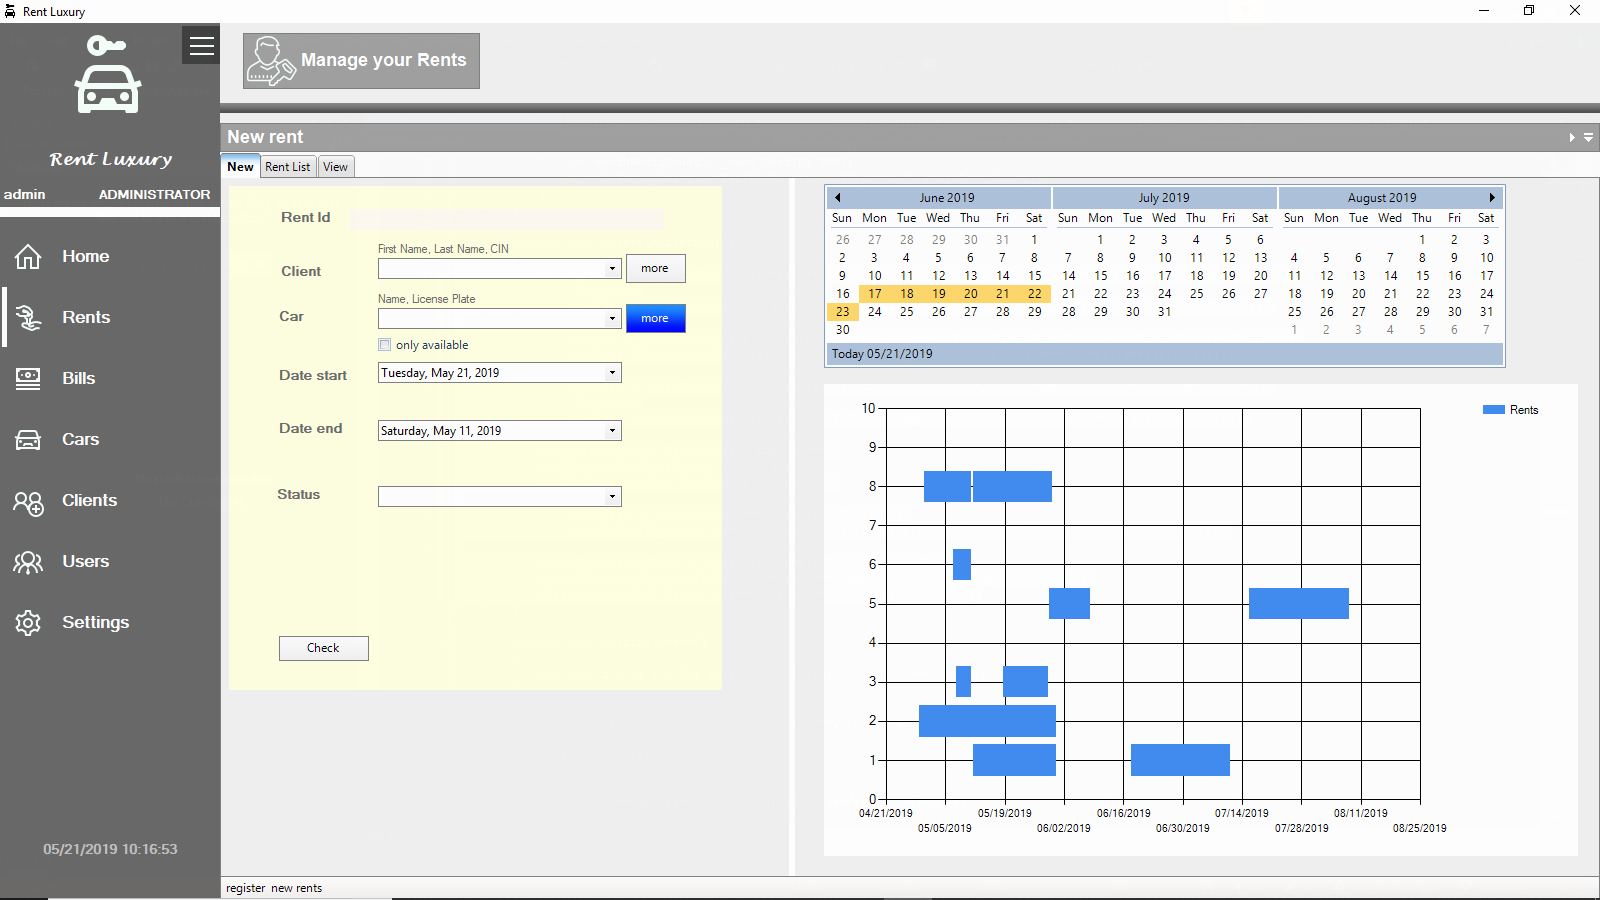 Rent Luxury
Manage your Rents
Rent Luxury
admin ADMINISTRATOR
Home
Rents
Bills
Cars
Clients
Users
Settings
05/21/2019 10:16:53
New rent
New Rent List View
Rent Id
First Name, Last Name, CIN
Client more
Name, License Plate
Car more
only available
Date start Tuesday, May 21, 2019
Date end Saturday, May 11, 2019
Status
Check
June 2019 July 2019 August 2019
Sun Mon Tue Wed Thu Fri Sat Sun Mon Tue Wed Thu Fri Sat Sun Mon Tue Wed Thu Fri Sat
26 27 28 29 30 31 1 1 2 3 4 5 6 1 2 3
2 3 4 5 6 7 8 7 8 9 10 11 12 13 4 5 6 7 8 9 10
9 10 11 12 13 14 15 14 15 16 17 18 19 20 11 12 13 14 15 16 17
16 17 18 19 20 21 22 21 22 23 24 25 26 27 18 19 20 21 22 23 24
23 24 25 26 27 28 29 28 29 30 31 25 26 27 28 29 30 31
30 1 2 3 4 5 6 7
Today 05/21/2019
Rents
10
9
8
7
6
5
4
3
2
1
0
04/21/2019 05/19/2019 06/16/2019 07/14/2019 08/11/2019
05/05/2019 06/02/2019 06/30/2019 07/28/2019 08/25/2019
register new rents